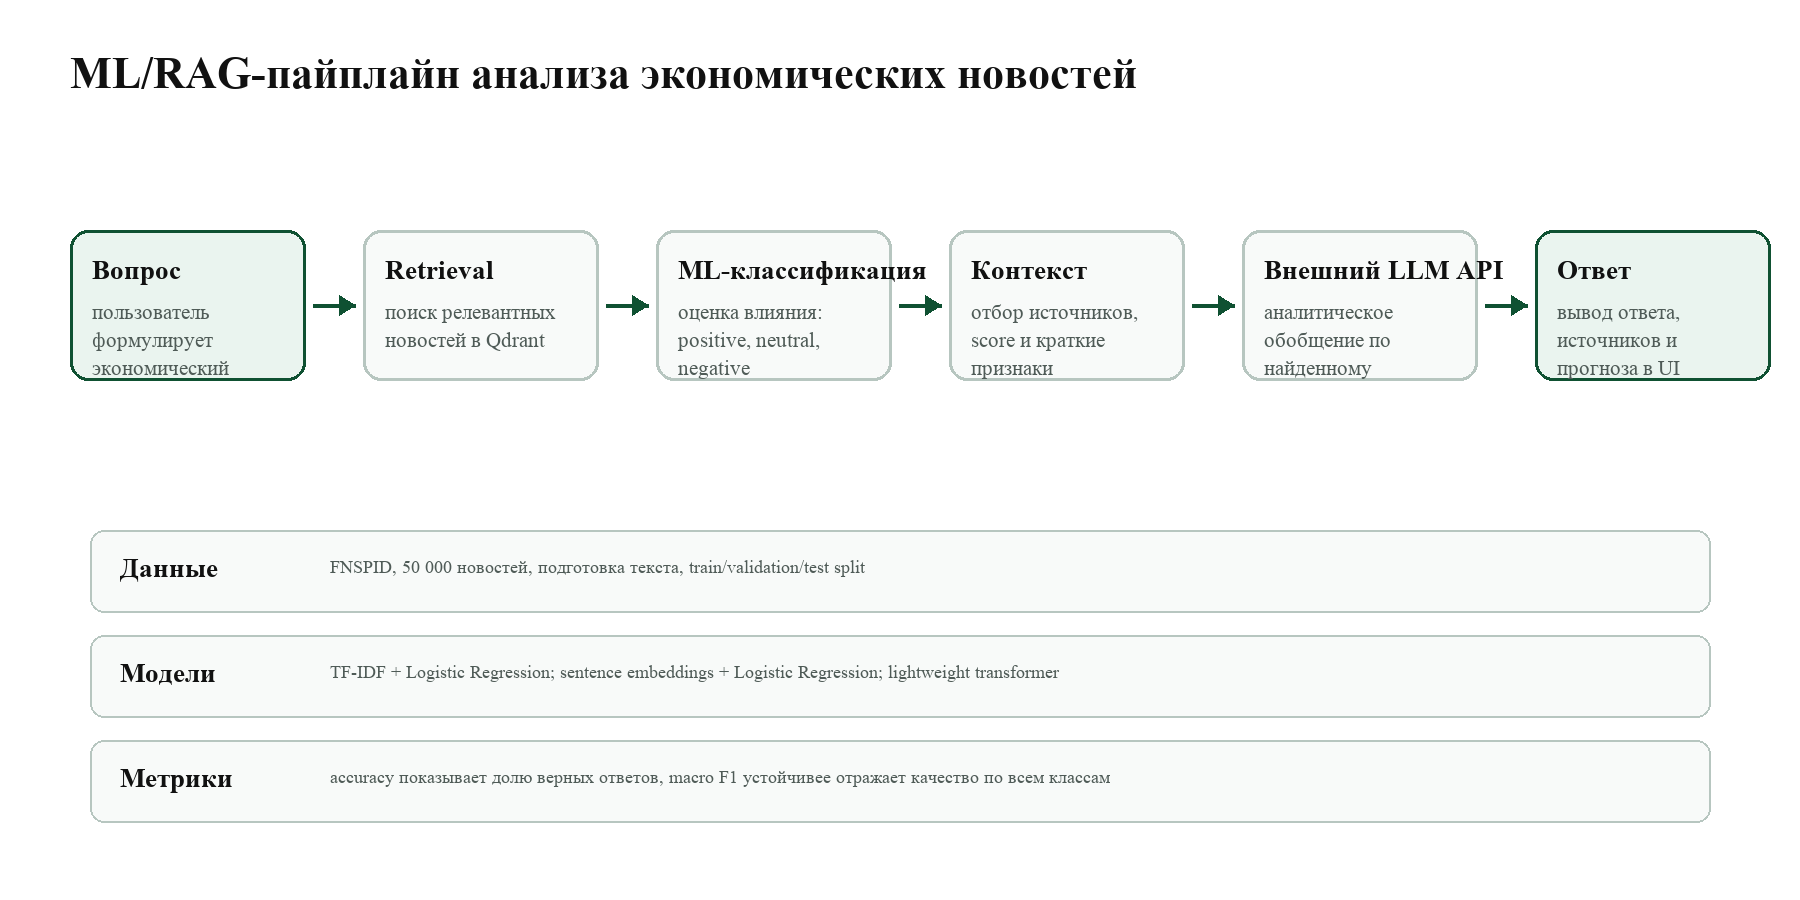 ML/RAG-пайплайн анализа экономических новостей
Вопрос
пользователь
формулирует
экономический
Retrieval
поиск релевантных
новостей в Qdrant
ML-классификация
оценка влияния:
positive, neutral,
negative
Контекст
отбор источников,
score и краткие
признаки
Внешний LLM API
аналитическое
обобщение по
найденному
Ответ
вывод ответа,
источников и
прогноза в UI
Данные
FNSPID, 50 000 новостей, подготовка текста, train/validation/test split
Модели
TF-IDF + Logistic Regression; sentence embeddings + Logistic Regression; lightweight transformer
Метрики
accuracy показывает долю верных ответов, macro F1 устойчивее отражает качество по всем классам